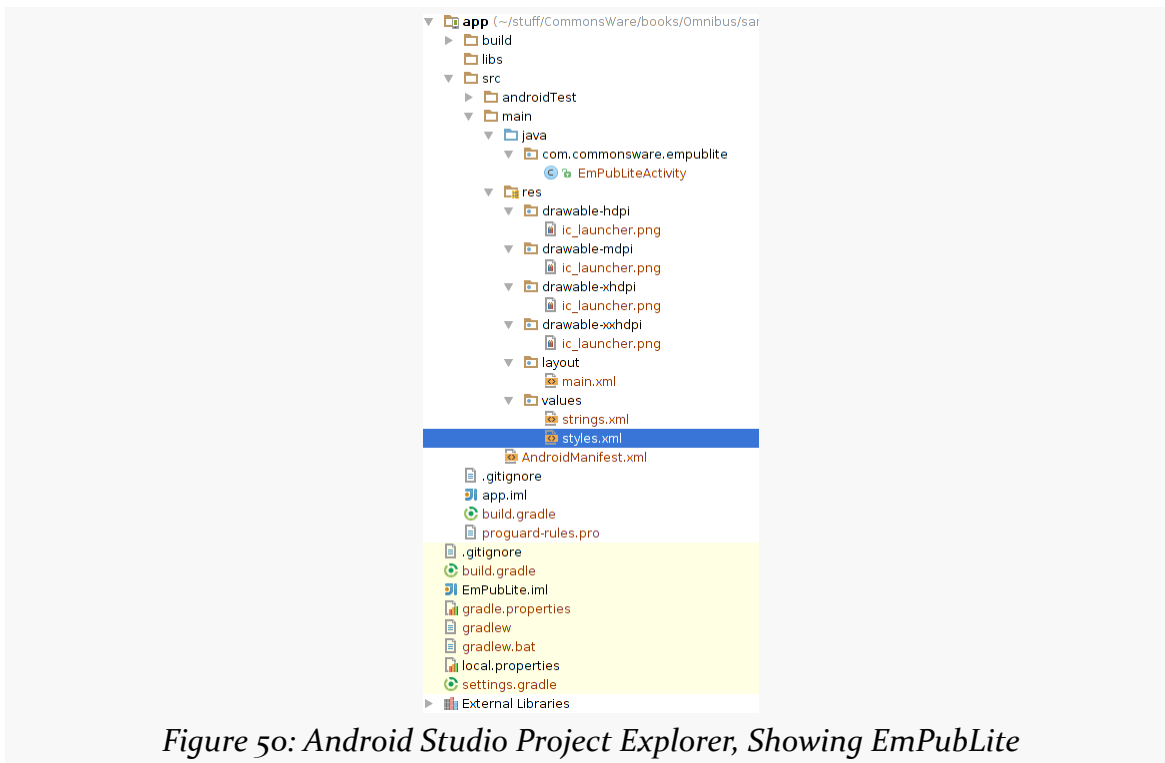 app (~/stuff/CommonsWare/books/Omnibus/sa
build
libs
src
androidTest
main
java
com.commonsware.empublite
EmPubLiteActivity
res
drawable-hdpi
ic_launcher.png
drawable-mdpi
ic_launcher.png
drawable-xhdpi
ic_launcher.png
drawable-xxhdpi
ic_launcher.png
layout
main.xml
values
strings.xml
styles.xml
AndroidManifest.xml
.gitignore
app.iml
build.gradle
proguard-rules.pro
.gitignore
build.gradle
EmPubLite.iml
gradle.properties
gradlew
gradlew.bat
local.properties
settings.gradle
External Libraries
Figure 50: Android Studio Project Explorer, Showing EmPubLite